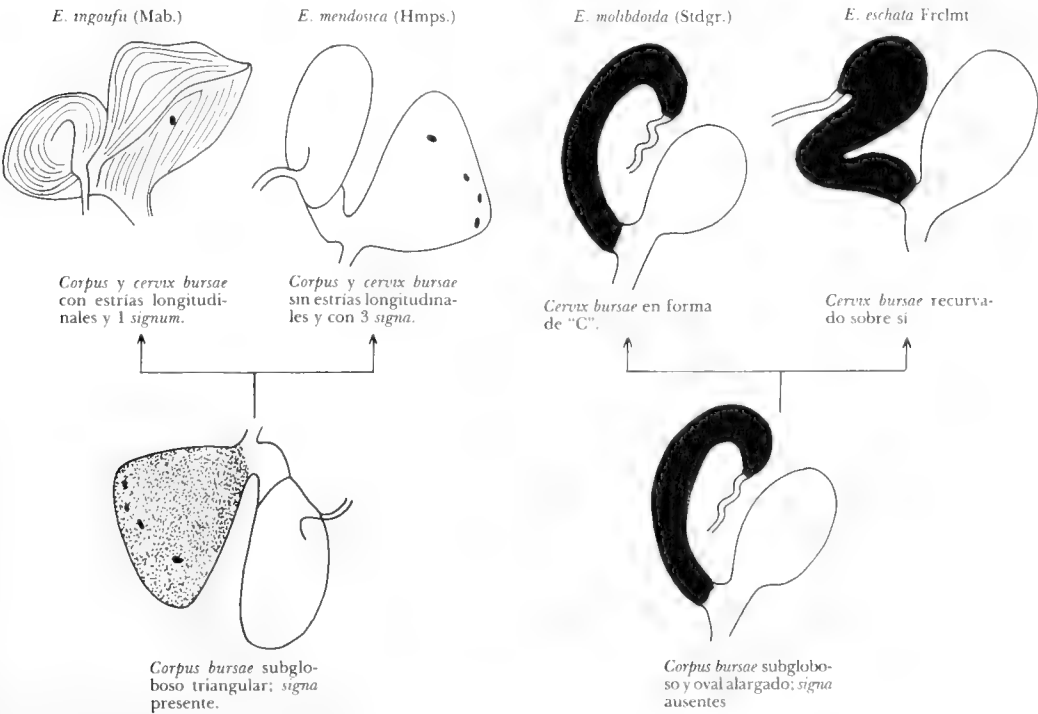 E. ingoufii (Mab.)
E. mendosica (Hmps.)
E. molibdoida (Stdgr.)
E. eschata Frclmt
Corpus y cervix bursae
con estrías longitudi-
nales y 1 signum.
Corpus y cervix bursae
sin estrías longitudina-
les y con 3 signa.
Cervix bursae en forma
de "C".
Cervix bursae recurva-
do sobre si
Corpus bursae subglo-
boso triangular; signa
presente.
Corpus bursae subglobo-
so y oval alargado; signa
ausentes